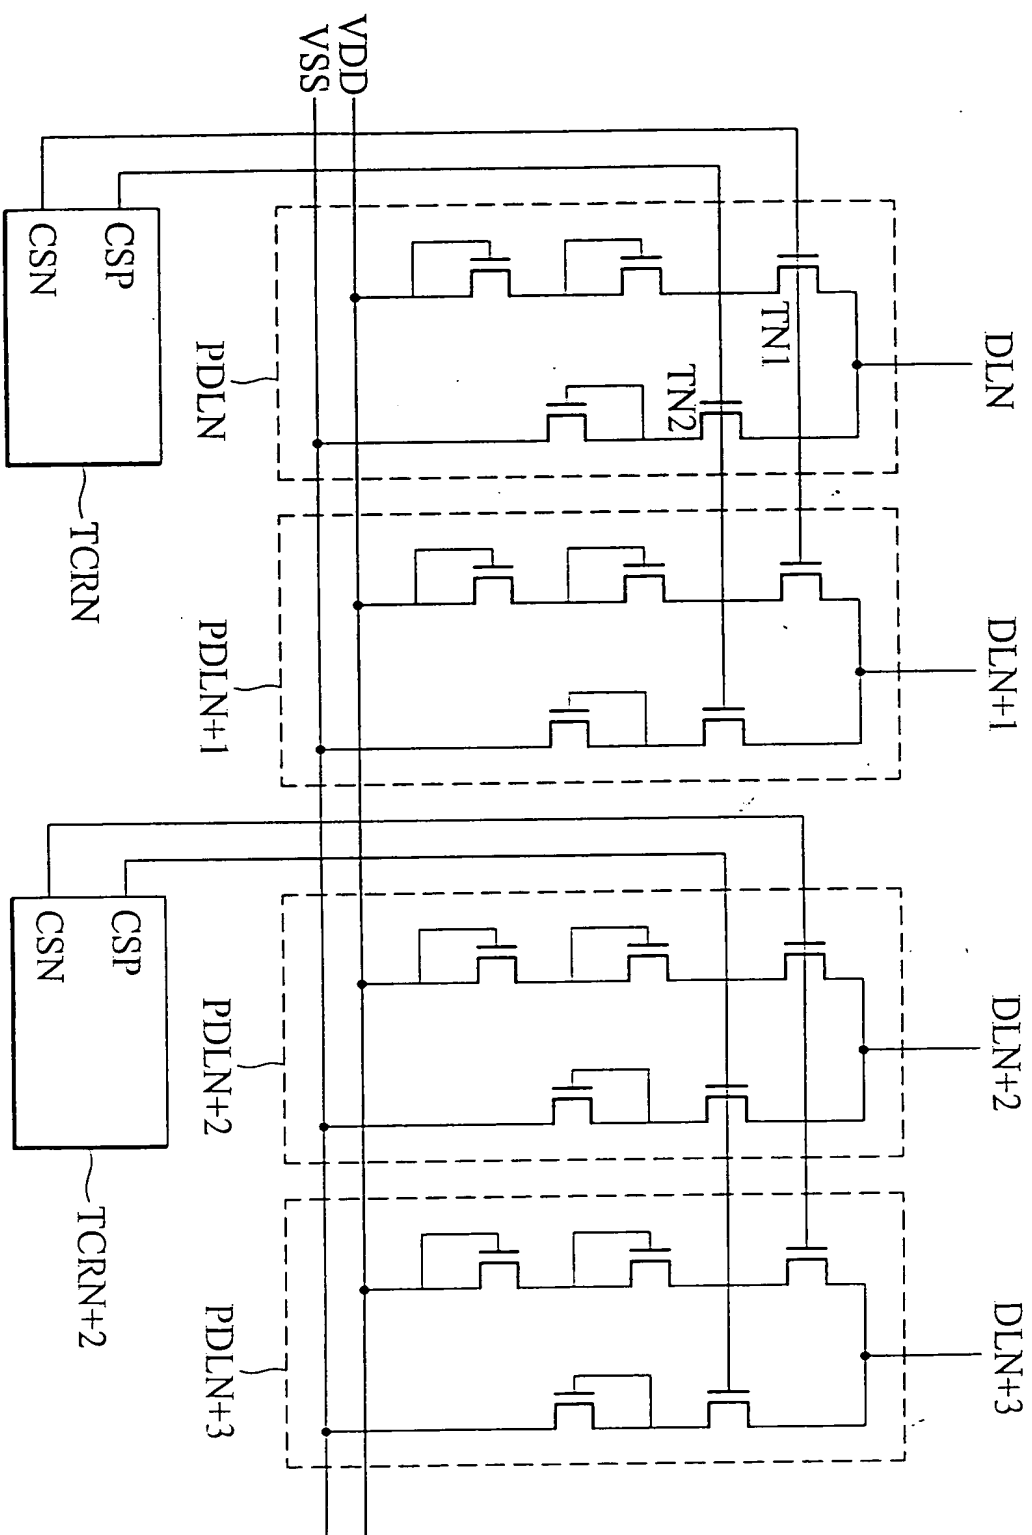 VDD
VSS
DLN
DLN+1
DLN+2
DLN+3
TN1
TN2
CSP
CSN
CSP
CSN
PDLN
PDLN+1
PDLN+2
PDLN+3
TCRN
TCRN+2